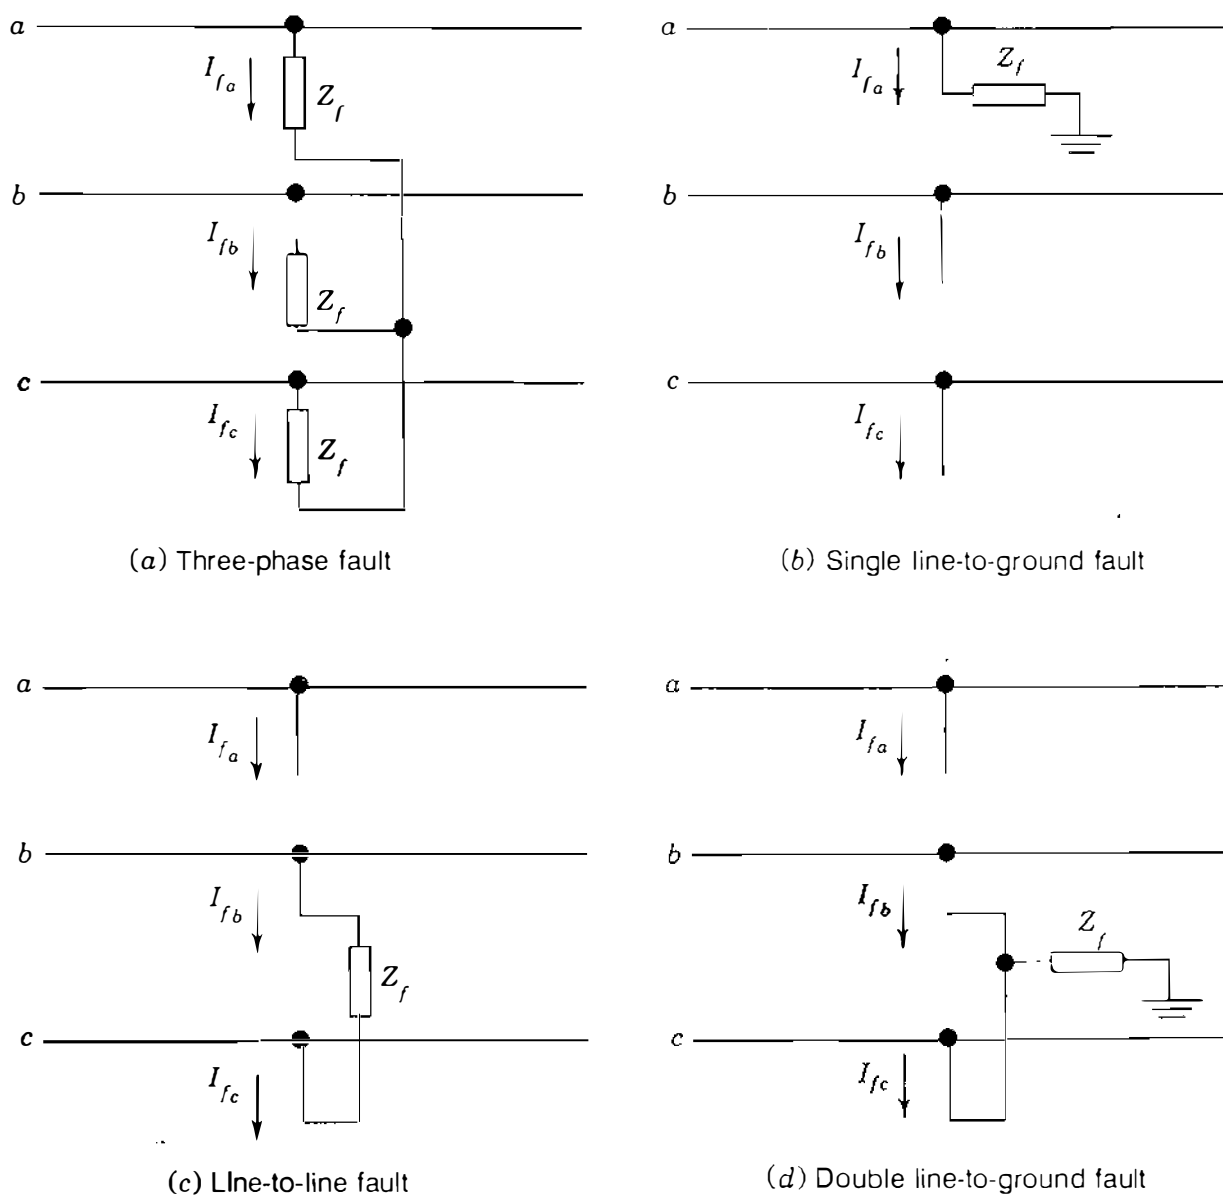 a
I_fa
Z_f
b
I_fb
Z_f
c
I_fc
Z_f
(a) Three-phase fault
a
I_fa
Z_f
b
I_fb
c
I_fc
(b) Single line-to-ground fault
a
I_fa
b
I_fb
Z_f
c
I_fc
(c) LIne-to-line fault
a
I_fa
b
I_fb
Z_f
c
I_fc
(d) Double line-to-ground fault